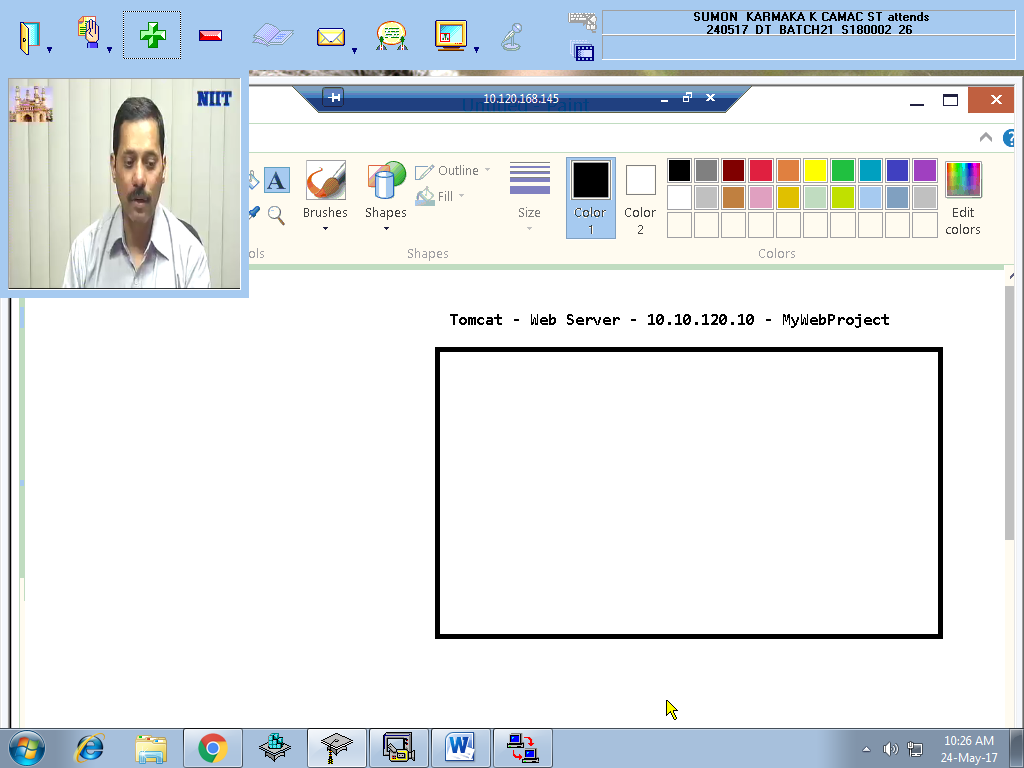 SUMON KARMAKA K CAMAC ST attends
240517 DT BATCH21 S180002 26
NIIT
10.120.168.145
A
Outline
Fill
Brushes
Shapes
Size
Color
1
Color
2
Edit
colors
ols
Shapes
Colors
Tomcat - Web Server - 10.10.120.10 - MyWebProject
10:26 AM
24-May-17